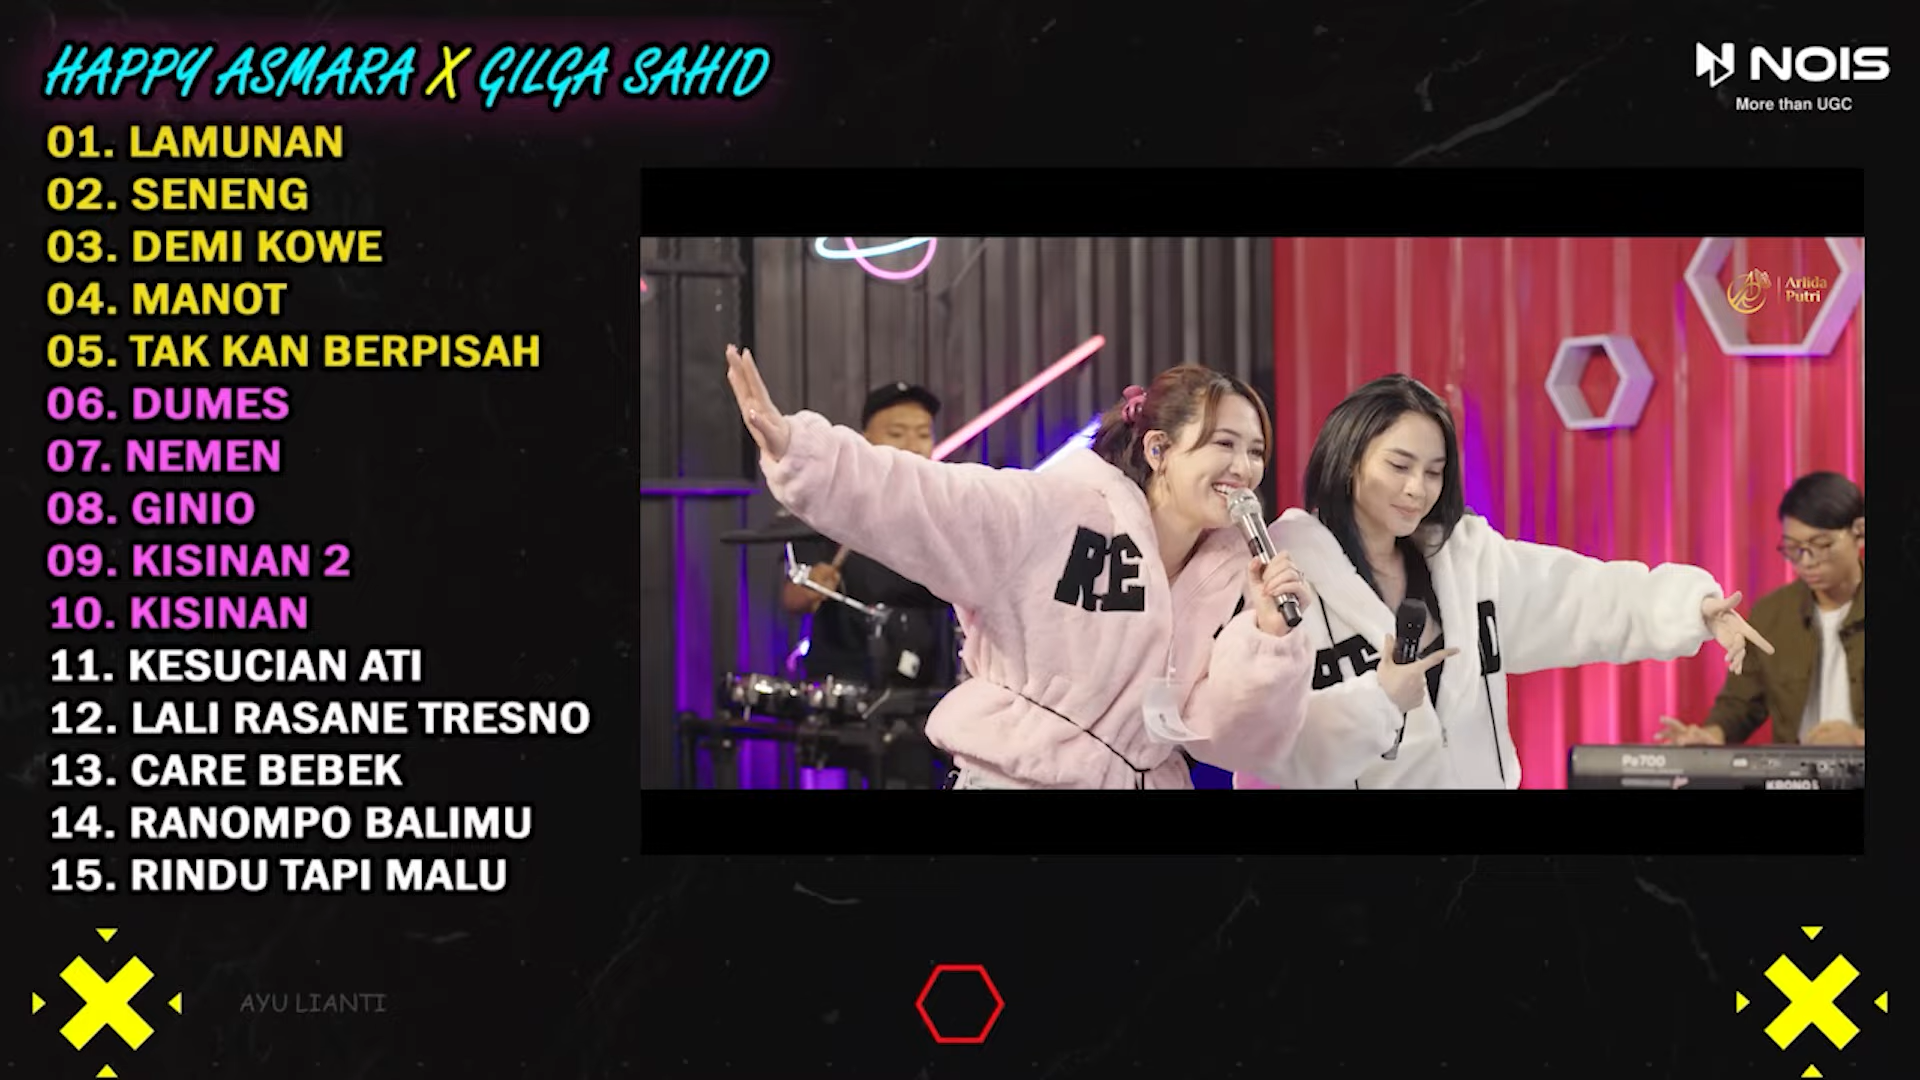 HAPPY ASMARA X GILGA SAHID
NOIS
More than UGC
01. LAMUNAN
02. SENENG
03. DEMI KOWE
04. MANOT
05. TAK KAN BERPISAH
06. DUMES
07. NEMEN
08. GINIO
09. KISINAN 2
10. KISINAN
11. KESUCIAN ATI
12. LALI RASANE TRESNO
13. CARE BEBEK
14. RANOMPO BALIMU
15. RINDU TAPI MALU
Arlida
Putri
RE
D
Pa700
KRONOS
AYU LIANTI